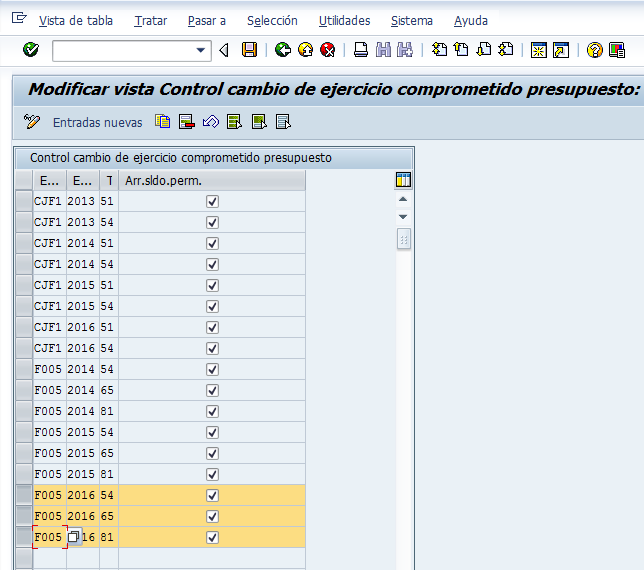 Vista de tabla Tratar Pasar a Selección Utilidades Sistema Ayuda
Modificar vista Control cambio de ejercicio comprometido presupuesto:
Entradas nuevas
Control cambio de ejercicio comprometido presupuesto
E... E... T Arr.sldo.perm.
CJF1 2013 51
CJF1 2013 54
CJF1 2014 51
CJF1 2014 54
CJF1 2015 51
CJF1 2015 54
CJF1 2016 51
CJF1 2016 54
F005 2014 54
F005 2014 65
F005 2014 81
F005 2015 54
F005 2015 65
F005 2015 81
F005 2016 54
F005 2016 65
F005 16 81